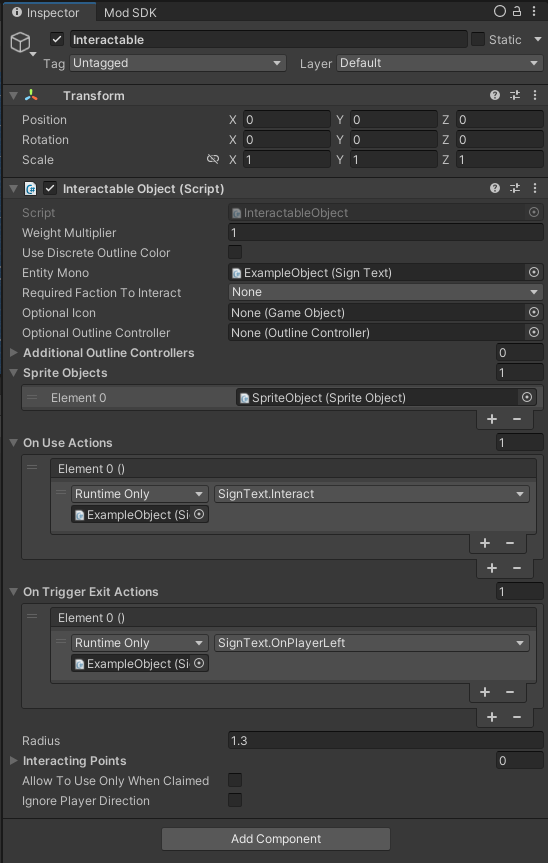 Inspector Mod SDK
Interactable Static
Tag Untagged Layer Default
Transform
Position X 0 Y 0 Z 0
Rotation X 0 Y 0 Z 0
Scale X 1 Y 1 Z 1
Interactable Object (Script)
Script InteractableObject
Weight Multiplier 1
Use Discrete Outline Color
Entity Mono ExampleObject (Sign Text)
Required Faction To Interact None
Optional Icon None (Game Object)
Optional Outline Controller None (Outline Controller)
Additional Outline Controllers 0
Sprite Objects 1
Element 0 SpriteObject (Sprite Object)
+ −
On Use Actions 1
Element 0 ()
Runtime Only SignText.Interact
ExampleObject (Si
+ −
+ −
On Trigger Exit Actions 1
Element 0 ()
Runtime Only SignText.OnPlayerLeft
ExampleObject (Si
+ −
+ −
Radius 1.3
Interacting Points 0
Allow To Use Only When Claimed
Ignore Player Direction
Add Component